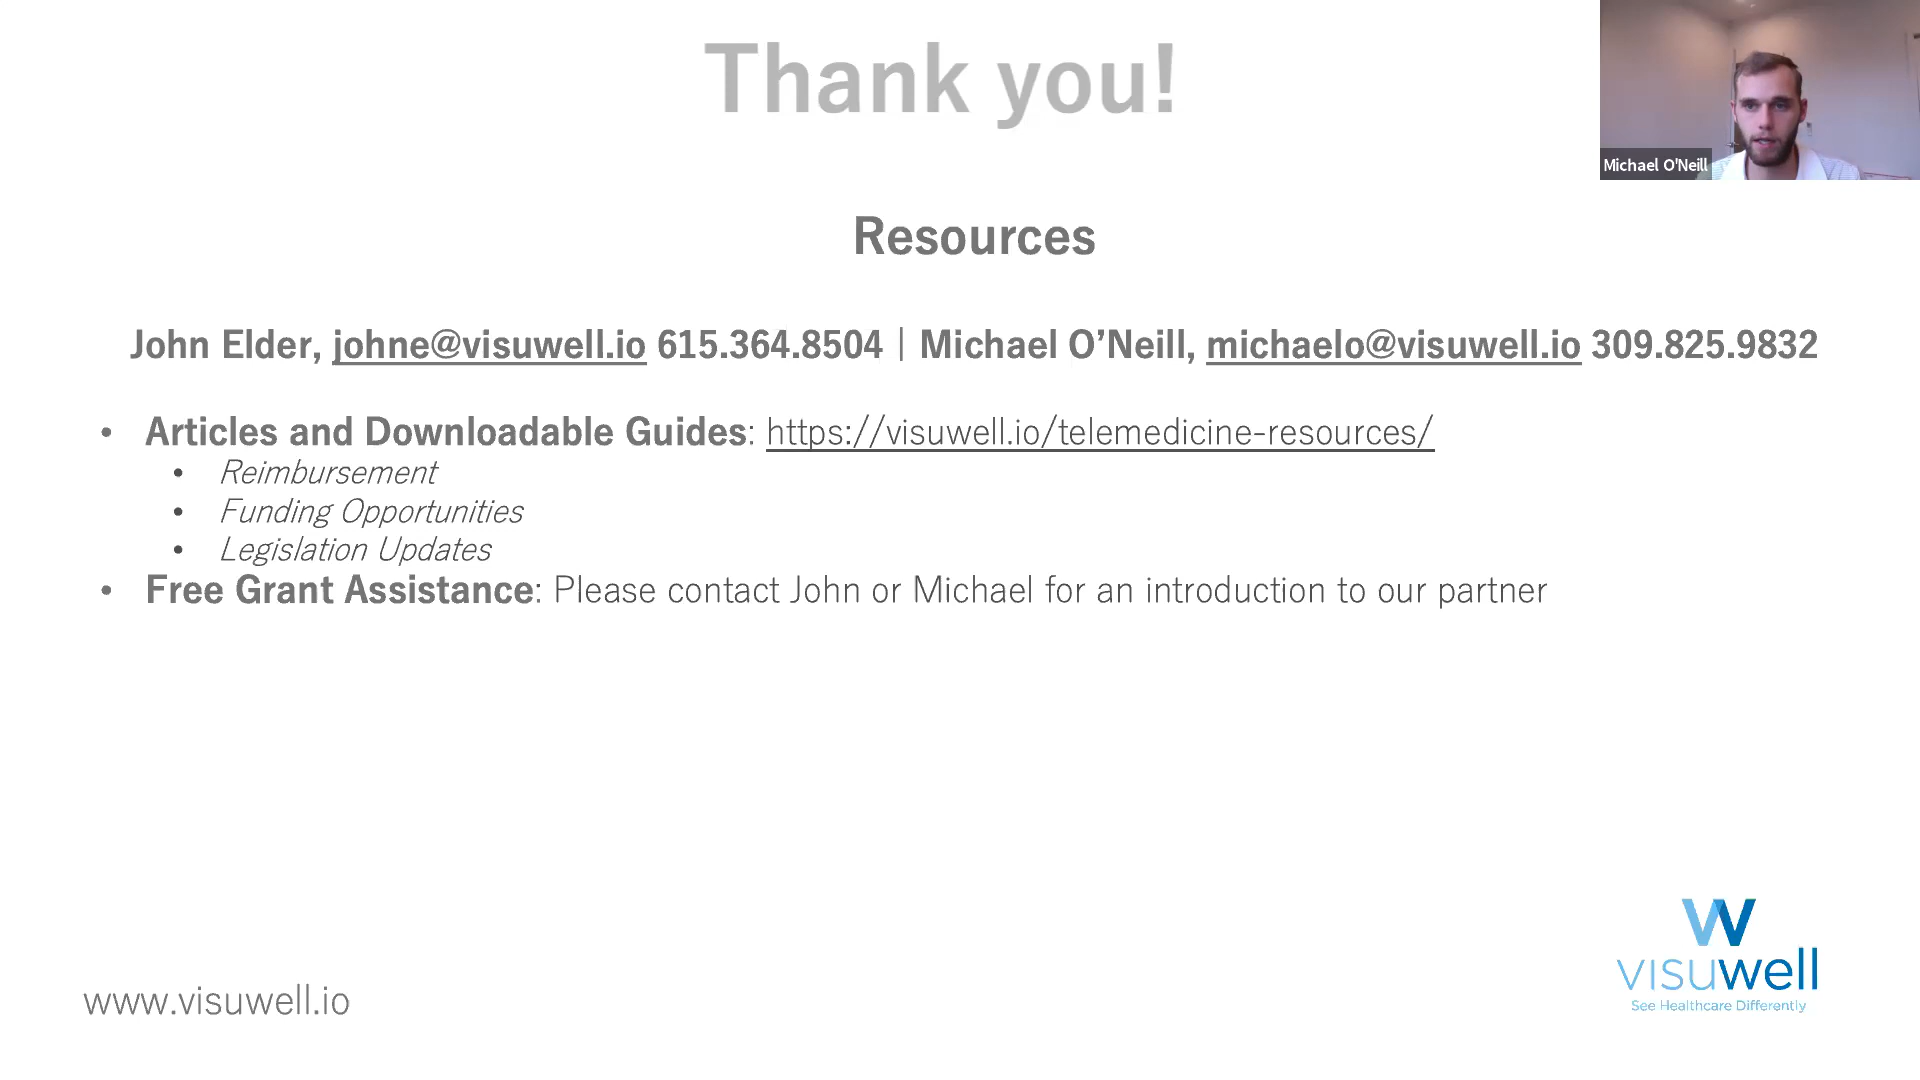 Thank you!
Michael O'Neill
Resources
John Elder, johne@visuwell.io 615.364.8504 | Michael O’Neill, michaelo@visuwell.io 309.825.9832
• Articles and Downloadable Guides: https://visuwell.io/telemedicine-resources/
• Reimbursement
• Funding Opportunities
• Legislation Updates
• Free Grant Assistance: Please contact John or Michael for an introduction to our partner
www.visuwell.io
W
visuwell
See Healthcare Differently